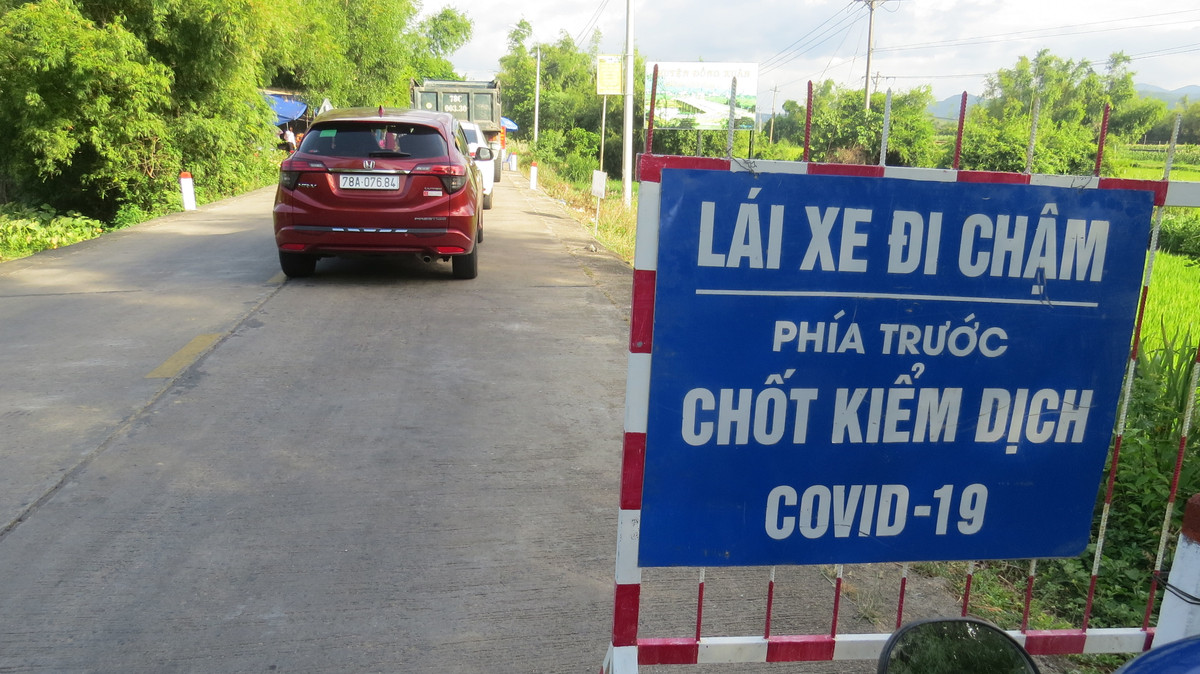 78A-076.84
LÁI XE ĐI CHẬM
PHÍA TRƯỚC
CHỐT KIỂM DỊCH
COVID-19